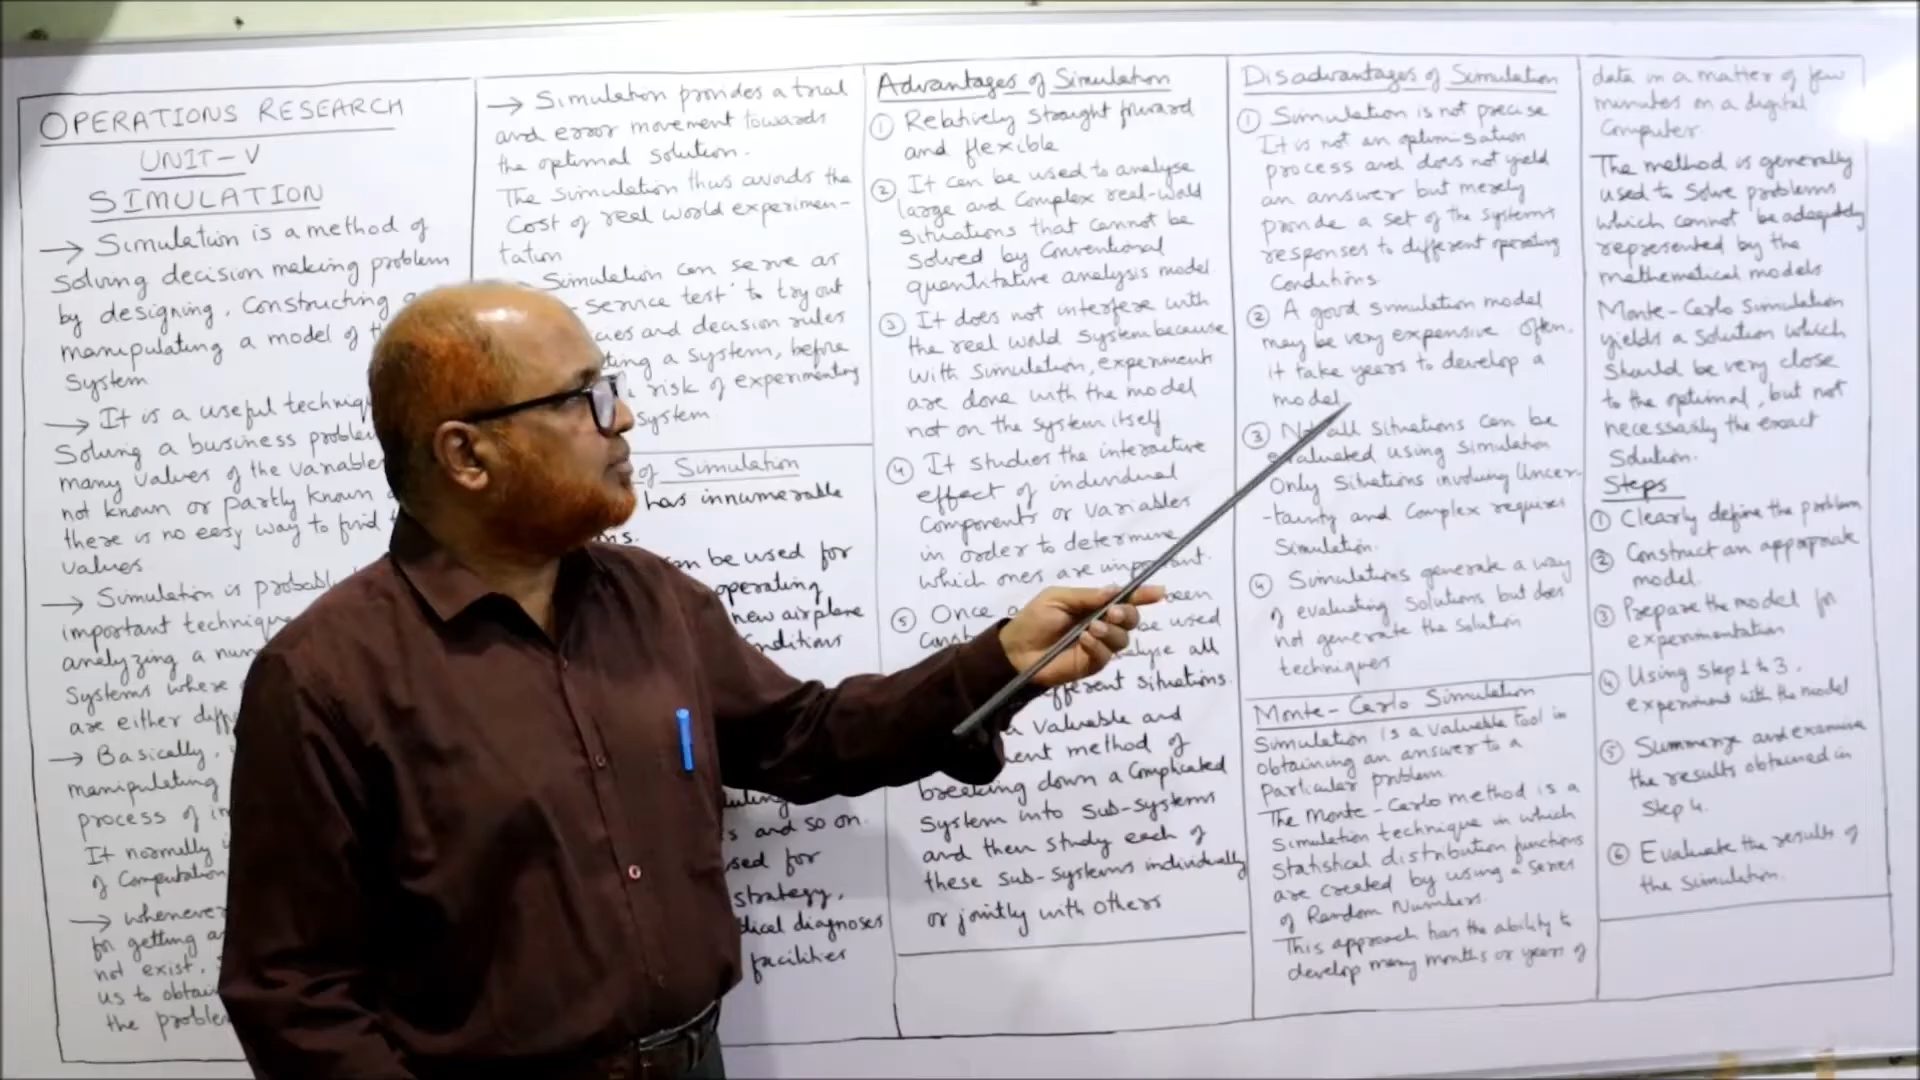 OPERATIONS RESEARCH
UNIT-V
SIMULATION
→ Simulation is a method of
Solving decision making problem
by designing, Constructing
manipulating a model of
System
→ It is a useful
Solving a business
many values of the variable
not known or partly known
there is no easy way to find
values
→ Simulation is
important technique
analyzing a
Systems where
are either
→ Basically,
manipulating
process of
It normally
of Computation
→ whenever
for getting
not exist,
us to
the
→ Simulation provides a trial
and error movement towards
the optimal solution.
The Simulation thus avoids the
Cost of real world experimen-
tation
Simulation can serve as
service test' to try out
and decision rules
a system, before
risk of experimenting
system.
of Simulation
has innumerable
can be used for
operating
new airplane
and so on.
for
strategy,
diagnoses
facilities
Advantages of Simulation
① Relatively straight forward
and flexible
② It can be used to analyse
large and Complex real-world
Situations that cannot be
Solved by Conventional
quantitative analysis model
③ It does not interfere with
the real world System because
with Simulation, experiments
are done with the model
not on the system itself
④ It studies the interactive
effect of individual
Components or variables
in order to determine
which ones are important.
⑤ Once
be used
all
situations.
a valuable and
method of
breaking down a Complicated
System into sub-systems
and then study each of
these sub-systems individually
or jointly with others
Disadvantages of Simulation
① Simulation is not precise
It is not an optimisation
process and does not yield
an answer but merely
provide a set of the systems
responses to different operating
Conditions.
② A good simulation model
may be very expensive. Often,
it take years to develop a
model.
③ Not all situations can be
evaluated using Simulation
Only Situations involving Uncer-
-tainty and Complex requires
Simulation.
④ Simulations generate a way
of evaluating Solutions but does
not generate the solution
techniques
Monte-Carlo Simulation
Simulation is a valuable tool in
obtaining an answer to a
particular problem
The Monte-Carlo method is a
Simulation technique in which
statistical distribution functions
are created by using a series
of Random Numbers.
This approach has the ability to
develop many months or years of
data in a matter of few
minutes on a digital
Computer.
The method is generally
used to Solve problems
which cannot be
represented by the
mathematical models
Monte-Carlo Simulation
yields a Solution which
Should be very close
to the optimal, but not
necessarily the exact
Solution.
Steps
① Clearly define the problem
② Construct an appropriate
model.
③ Prepare the model for
experimentation
④ Using Step 1 to 3.
experiment with the model
⑤ Summarize and examine
the results obtained in
Step 4.
⑥ Evaluate the results of
the simulation.